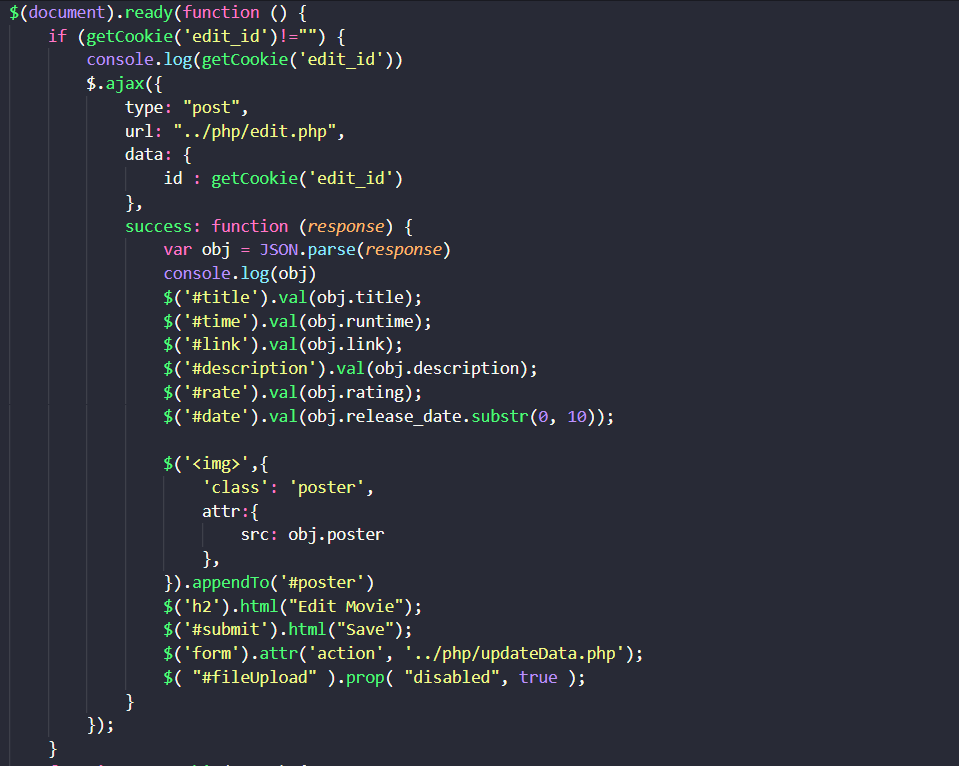 $(document).ready(function () {
    if (getCookie('edit_id')!="") {
        console.log(getCookie('edit_id'))
        $.ajax({
            type: "post",
            url: "../php/edit.php",
            data: {
                id : getCookie('edit_id')
            },
            success: function (response) {
                var obj = JSON.parse(response)
                console.log(obj)
                $('#title').val(obj.title);
                $('#time').val(obj.runtime);
                $('#link').val(obj.link);
                $('#description').val(obj.description);
                $('#rate').val(obj.rating);
                $('#date').val(obj.release_date.substr(0, 10));

                $('<img>',{
                    'class': 'poster',
                    attr:{
                        src: obj.poster
                    },
                }).appendTo('#poster')
                $('h2').html("Edit Movie");
                $('#submit').html("Save");
                $('form').attr('action', '../php/updateData.php');
                $( "#fileUpload" ).prop( "disabled", true );
            }
        });
    }